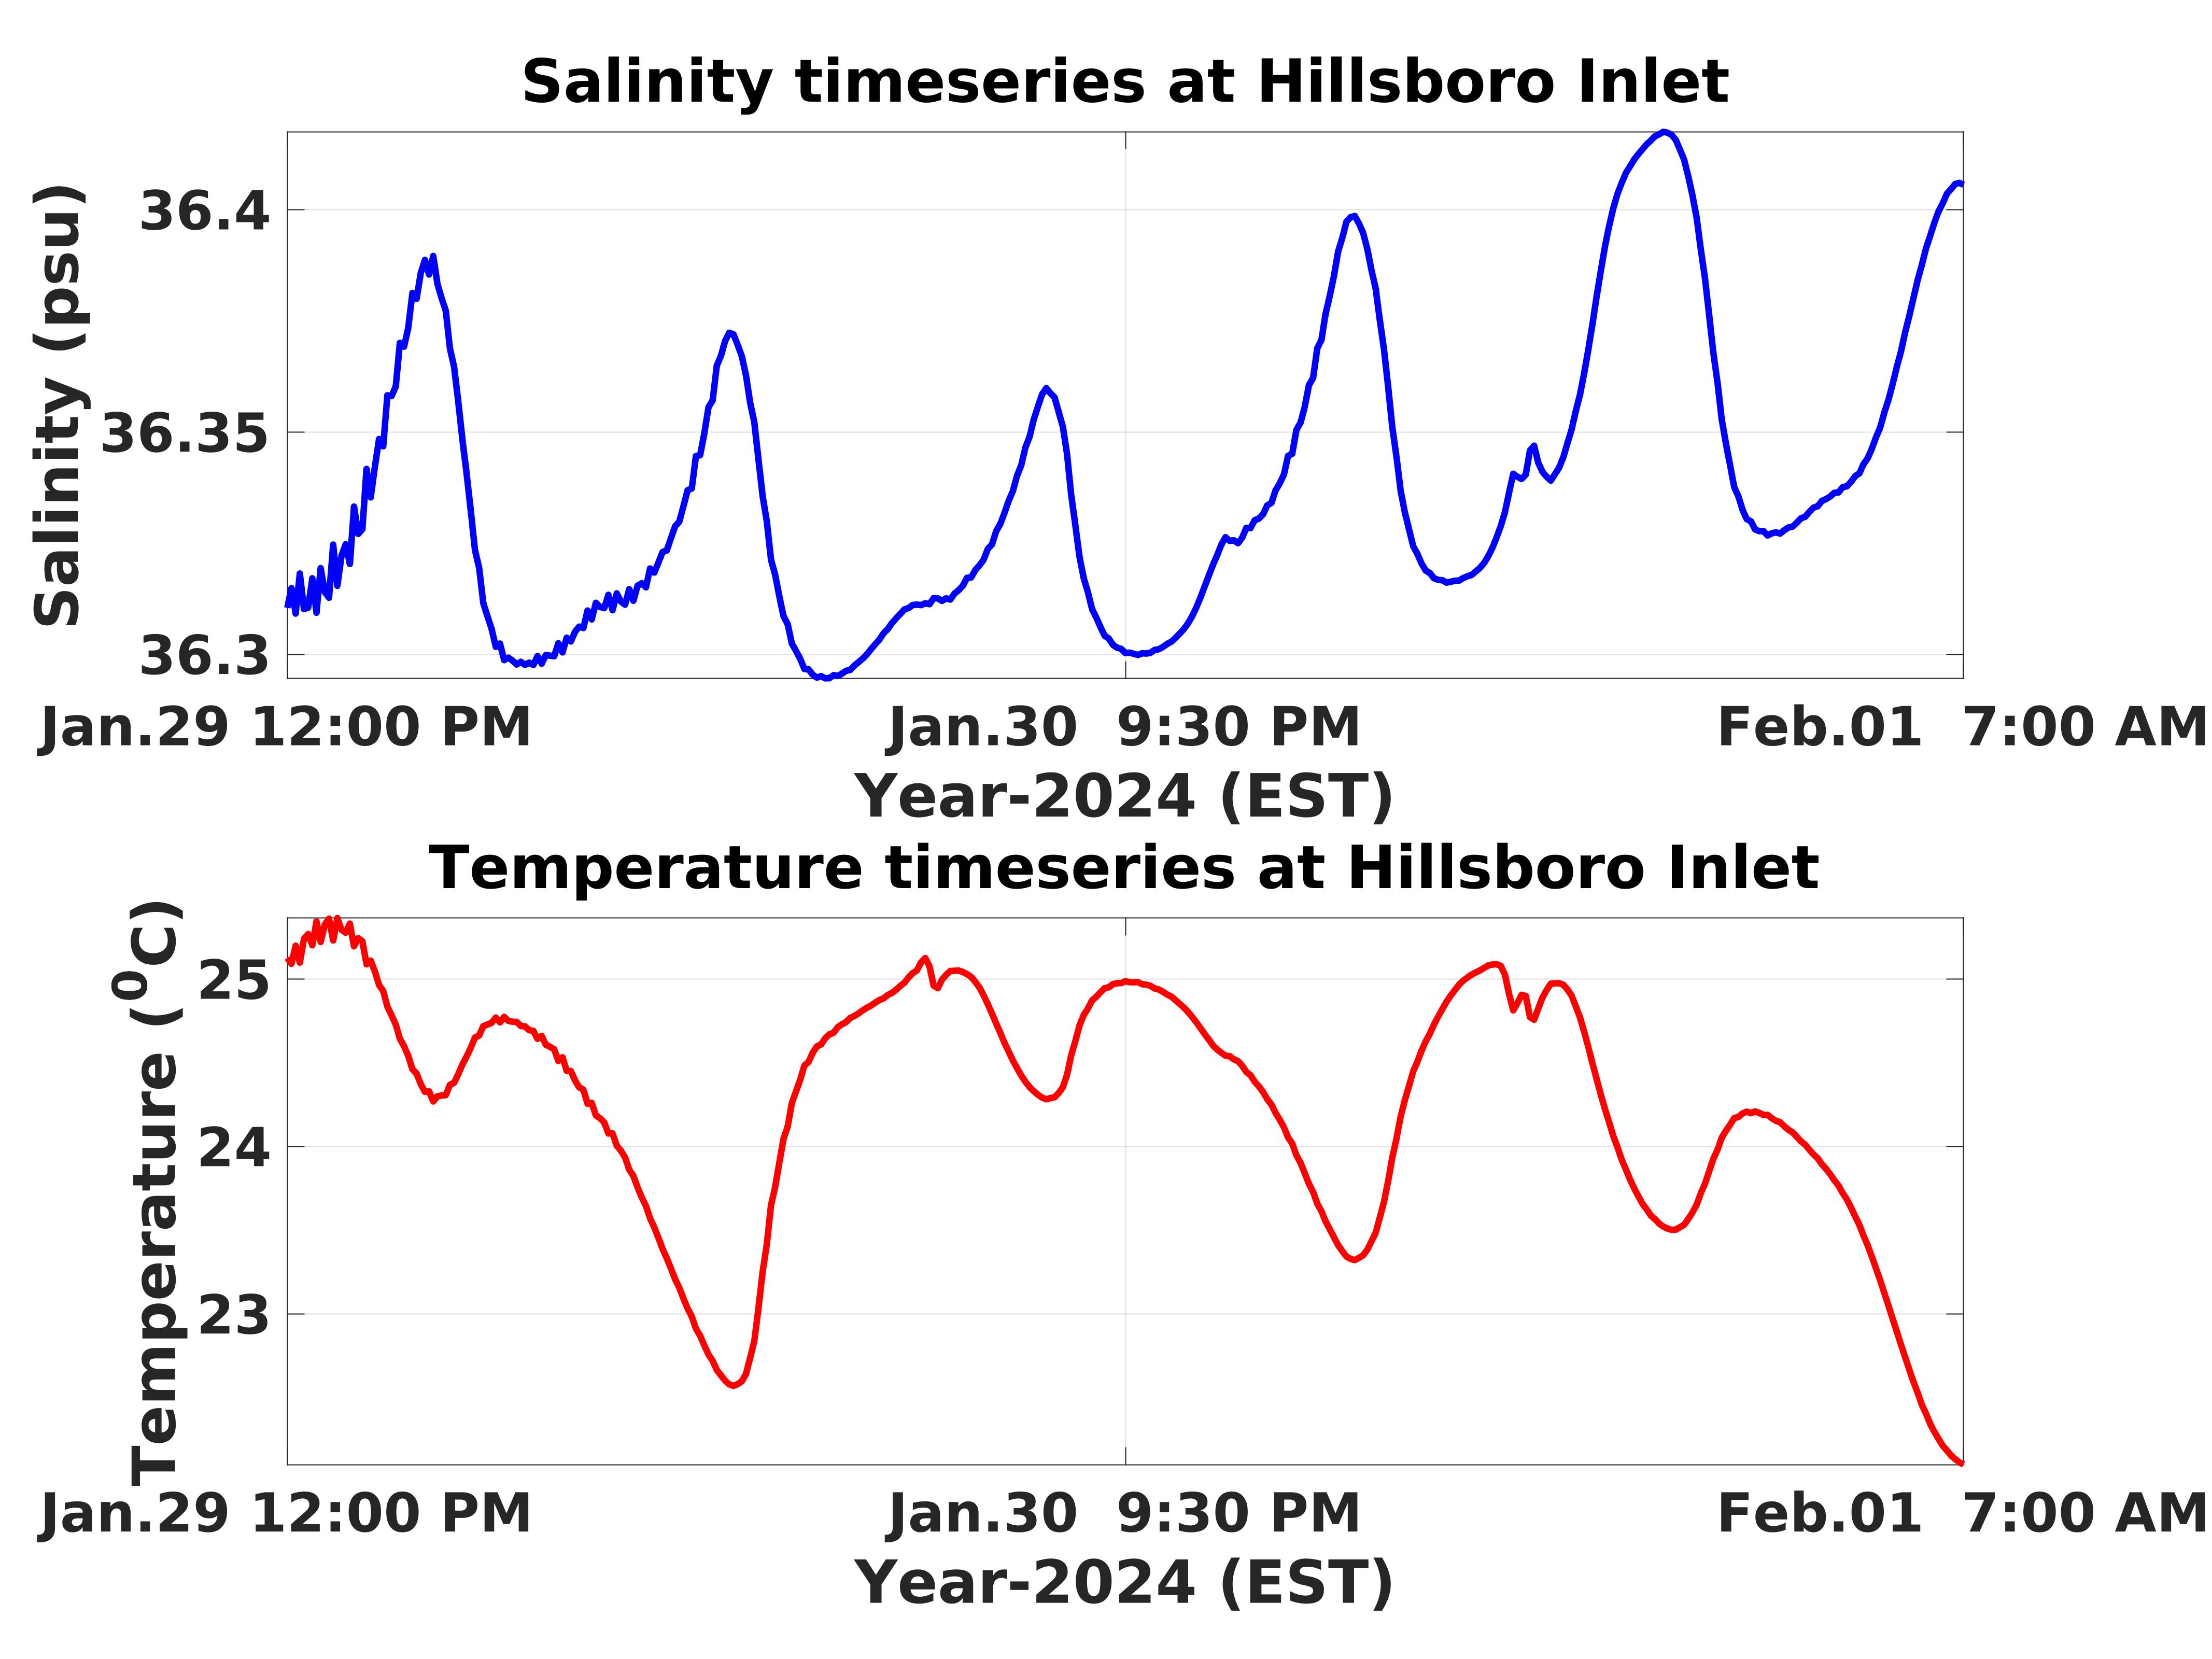 Salinity timeseries at Hillsboro Inlet
Salinity (psu)
36.4
36.35
36.3
Jan.29 12:00 PM Jan.30  9:30 PM Feb.01  7:00 AM
Year-2024 (EST)
Temperature timeseries at Hillsboro Inlet
Temperature (⁰C)
25
24
23
Jan.29 12:00 PM Jan.30  9:30 PM Feb.01  7:00 AM
Year-2024 (EST)